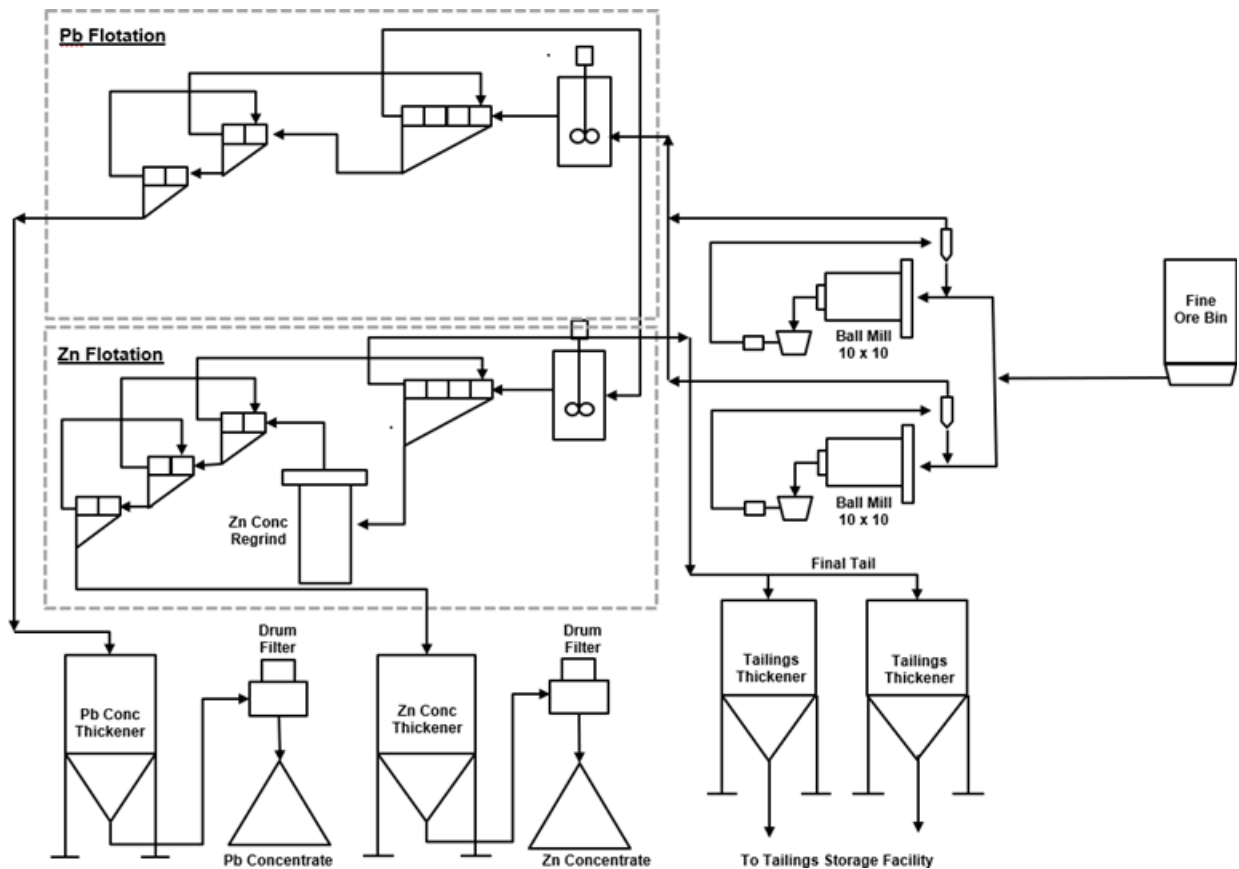 Pb Flotation
Fine
Ore Bin
Ball Mill
10 x 10
Zn Flotation
Ball Mill
10 x 10
Zn Conc
Regrind
Final Tail
Drum
Filter
Drum
Filter
Tailings
Thickener
Tailings
Thickener
Pb Conc
Thickener
Zn Conc
Thickener
Pb Concentrate
Zn Concentrate
To Tailings Storage Facility